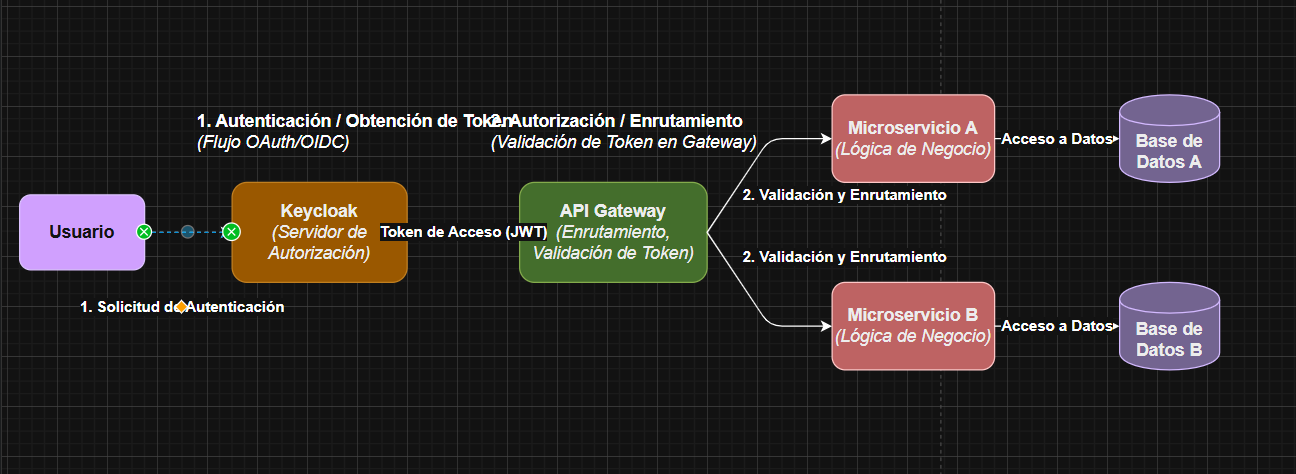 1. Autenticación / Obtención de Token
(Flujo OAuth/OIDC)
2. Autorización / Enrutamiento
(Validación de Token en Gateway)
Usuario
Keycloak
(Servidor de
Autorización)
Token de Acceso (JWT)
API Gateway
(Enrutamiento,
Validación de Token)
1. Solicitud de Autenticación
2. Validación y Enrutamiento
2. Validación y Enrutamiento
Microservicio A
(Lógica de Negocio)
Acceso a Datos
Base de
Datos A
Microservicio B
(Lógica de Negocio)
Acceso a Datos
Base de
Datos B